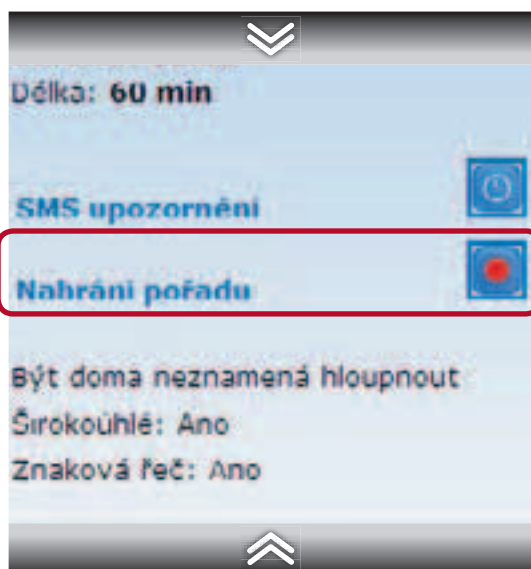 Délka: 60 min
SMS upozornění
Nahrání pořadu
Být doma neznamená hloupnout
Širokoúhlé: Ano
Znaková řeč: Ano